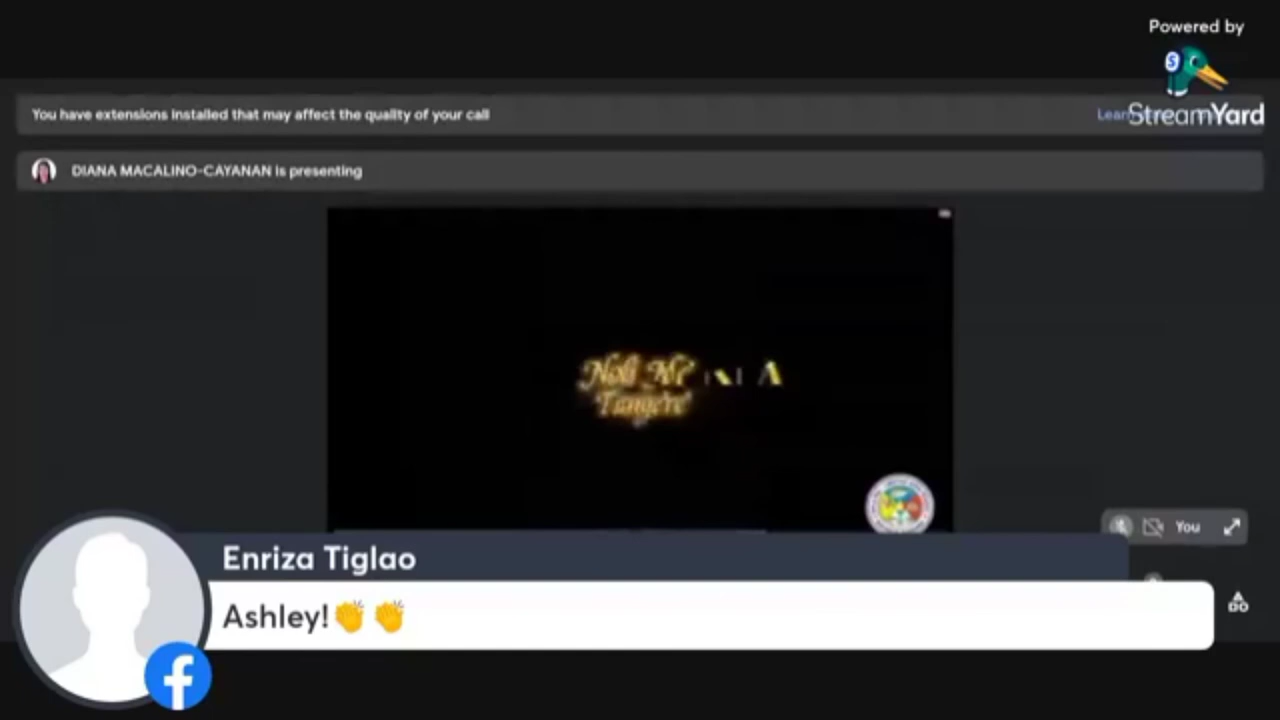 Powered by
StreamYard
You have extensions installed that may affect the quality of your call
DIANA MACALINO-CAYANAN is presenting
Noli Me
Tangere
You
Enriza Tiglao
Ashley!👏 👏